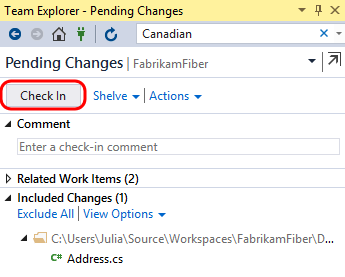 Team Explorer - Pending Changes
Canadian
Pending Changes | FabrikamFiber
Check In Shelve Actions
Comment
Enter a check-in comment
Related Work Items (2)
Included Changes (1)
Exclude All | View Options
C:\Users\Julia\Source\Workspaces\FabrikamFiber\D...
C# Address.cs